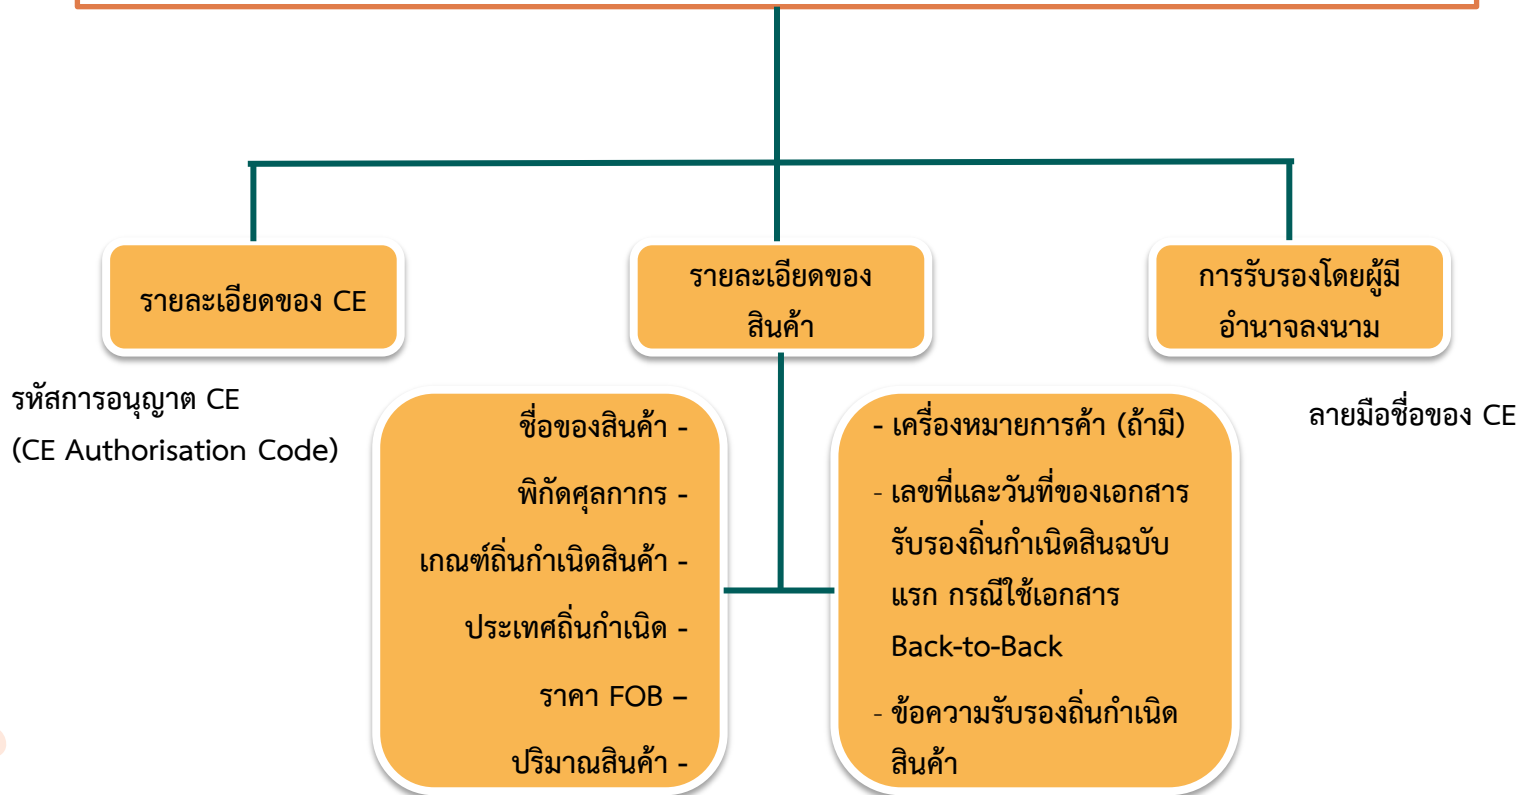 รายละเอียดของ CE
รายละเอียดของ
สินค้า
การรับรองโดยผู้มี
อำนาจลงนาม
รหัสการอนุญาต CE
(CE Authorisation Code)
ชื่อของสินค้า -
พิกัดศุลกากร -
เกณฑ์ถิ่นกำเนิดสินค้า -
ประเทศถิ่นกำเนิด -
ราคา FOB –
ปริมาณสินค้า -
- เครื่องหมายการค้า (ถ้ามี)
- เลขที่และวันที่ของเอกสาร
รับรองถิ่นกำเนิดสินฉบับ
แรก กรณีใช้เอกสาร
Back-to-Back
- ข้อความรับรองถิ่นกำเนิด
สินค้า
ลายมือชื่อของ CE